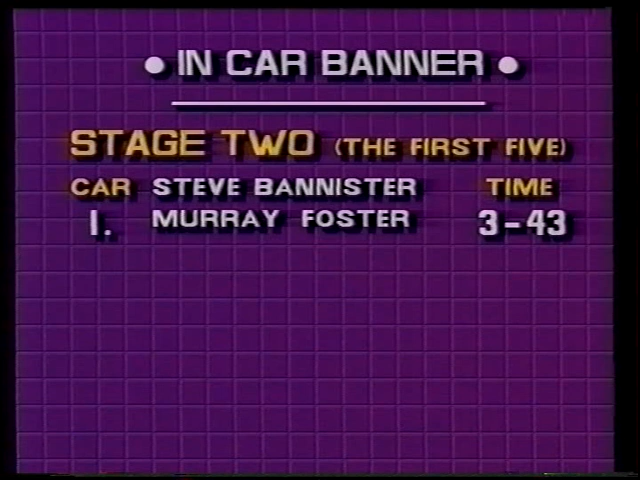 • IN CAR BANNER •
STAGE TWO (THE FIRST FIVE)
CAR STEVE BANNISTER TIME
1. MURRAY FOSTER 3-43